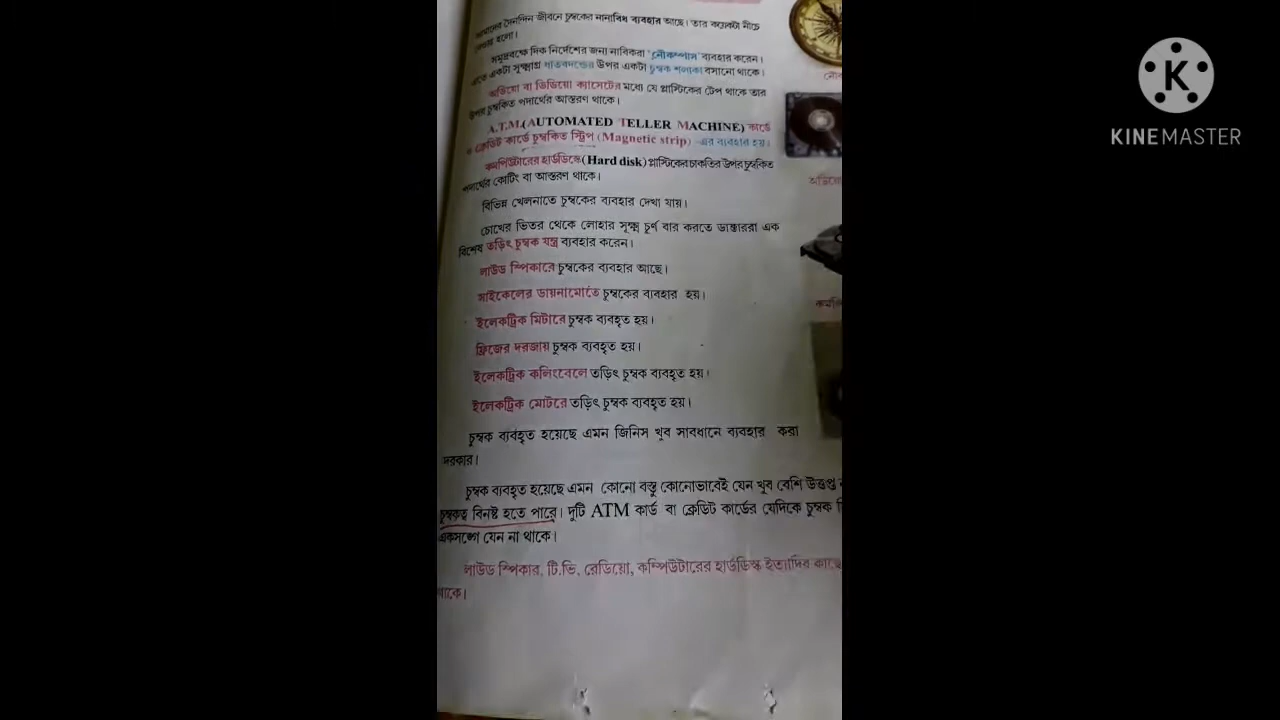 আমাদের দৈনন্দিন জীবনে চুম্বকের নানাবিধ ব্যবহার আছে। তার কয়েকটা নীচে
হলো।
সমুদ্রবক্ষে দিক নির্দেশের জন্য নাবিকরা 'নৌকম্পাস' ব্যবহার করেন।
এতে একটা সূক্ষ্মাগ্র ধাতবদণ্ডের উপর একটা চুম্বক শলাকা বসানো থাকে।
অডিয়ো বা ভিডিয়ো ক্যাসেটের মধ্যে যে প্লাস্টিকের টেপ থাকে তার
উপর চুম্বকিত পদার্থের আস্তরণ থাকে।
A.T.M.(AUTOMATED TELLER MACHINE) কার্ডে
ও ক্রেডিট কার্ডে চুম্বকিত স্ট্রিপ (Magnetic strip) -এর ব্যবহার হয়।
কমপিউটারের হার্ডডিস্কে (Hard disk) প্লাস্টিকের চাকতির উপর চুম্বকিত
পদার্থের কোটিং বা আস্তরণ থাকে।
বিভিন্ন খেলনাতে চুম্বকের ব্যবহার দেখা যায়।
চোখের ভিতর থেকে লোহার সূক্ষ্ম চূর্ণ বার করতে ডাক্তাররা এক
বিশেষ তড়িৎ চুম্বক যন্ত্র ব্যবহার করেন।
লাউড স্পিকারে চুম্বকের ব্যবহার আছে।
সাইকেলের ডায়নামোতে চুম্বকের ব্যবহার হয়।
ইলেকট্রিক মিটারে চুম্বক ব্যবহৃত হয়।
ফ্রিজের দরজায় চুম্বক ব্যবহৃত হয়।
ইলেকট্রিক কলিংবেলে তড়িৎ চুম্বক ব্যবহৃত হয়।
ইলেকট্রিক মোটরে তড়িৎ চুম্বক ব্যবহৃত হয়।
চুম্বক ব্যবহৃত হয়েছে এমন জিনিস খুব সাবধানে ব্যবহার করা
দরকার।
চুম্বক ব্যবহৃত হয়েছে এমন কোনো বস্তু কোনোভাবেই যেন খুব বেশি উত্তপ্ত
চুম্বকত্ব বিনষ্ট হতে পারে। দুটি ATM কার্ড বা ক্রেডিট কার্ডের যেদিকে চুম্বক
একসঙ্গে যেন না থাকে।
লাউড স্পিকার, টি.ভি, রেডিয়ো, কম্পিউটারের হার্ডডিস্ক ইত্যাদির কাছে
থাকে।
K
KINEMASTER